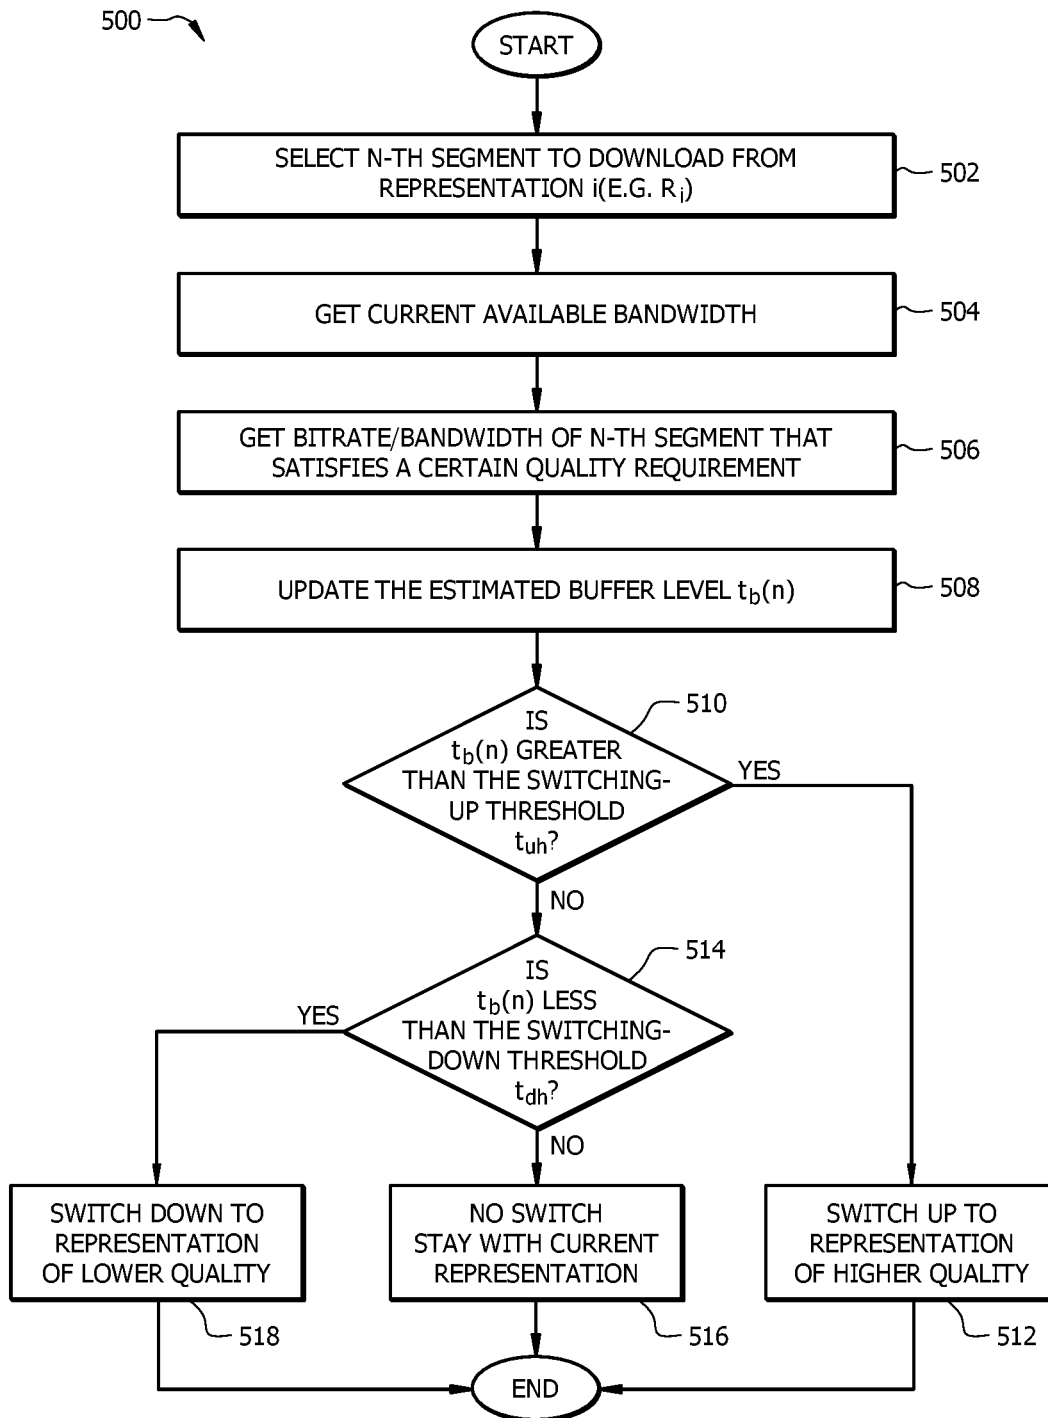 500
START
SELECT N-TH SEGMENT TO DOWNLOAD FROM
REPRESENTATION i(E.G. Ri)
502
GET CURRENT AVAILABLE BANDWIDTH
504
GET BITRATE/BANDWIDTH OF N-TH SEGMENT THAT
SATISFIES A CERTAIN QUALITY REQUIREMENT
506
UPDATE THE ESTIMATED BUFFER LEVEL tb(n)
508
510
IS
tb(n) GREATER
THAN THE SWITCHING-
UP THRESHOLD
tuh?
YES
NO
514
IS
tb(n) LESS
THAN THE SWITCHING-
DOWN THRESHOLD
tdh?
YES
NO
SWITCH DOWN TO
REPRESENTATION
OF LOWER QUALITY
518
NO SWITCH
STAY WITH CURRENT
REPRESENTATION
516
SWITCH UP TO
REPRESENTATION
OF HIGHER QUALITY
512
END